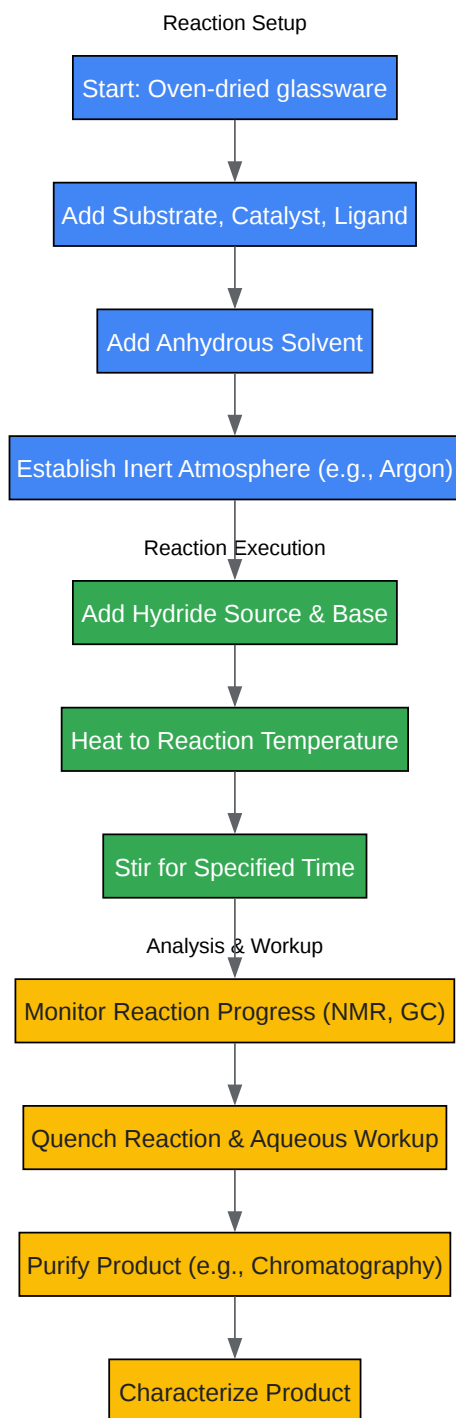 Reaction Setup
Start: Oven-dried glassware
Add Substrate, Catalyst, Ligand
Add Anhydrous Solvent
Establish Inert Atmosphere (e.g., Argon)
Reaction Execution
Add Hydride Source & Base
Heat to Reaction Temperature
Stir for Specified Time
Analysis & Workup
Monitor Reaction Progress (NMR, GC)
Quench Reaction & Aqueous Workup
Purify Product (e.g., Chromatography)
Characterize Product